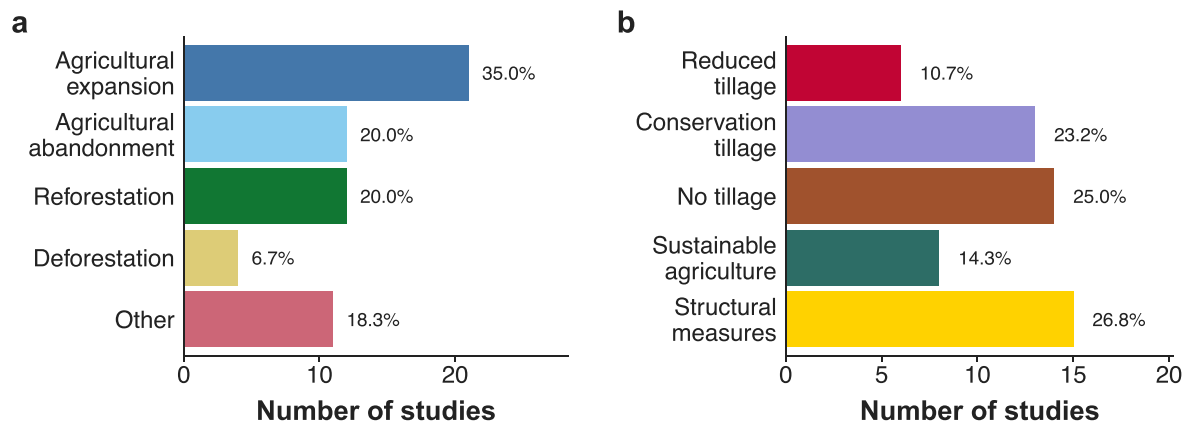 a
Agricultural
expansion
35.0%
Agricultural
abandonment
20.0%
Reforestation
20.0%
Deforestation
6.7%
Other
18.3%
0 10 20
Number of studies
b
Reduced
tillage
10.7%
Conservation
tillage
23.2%
No tillage
25.0%
Sustainable
agriculture
14.3%
Structural
measures
26.8%
0 5 10 15 20
Number of studies